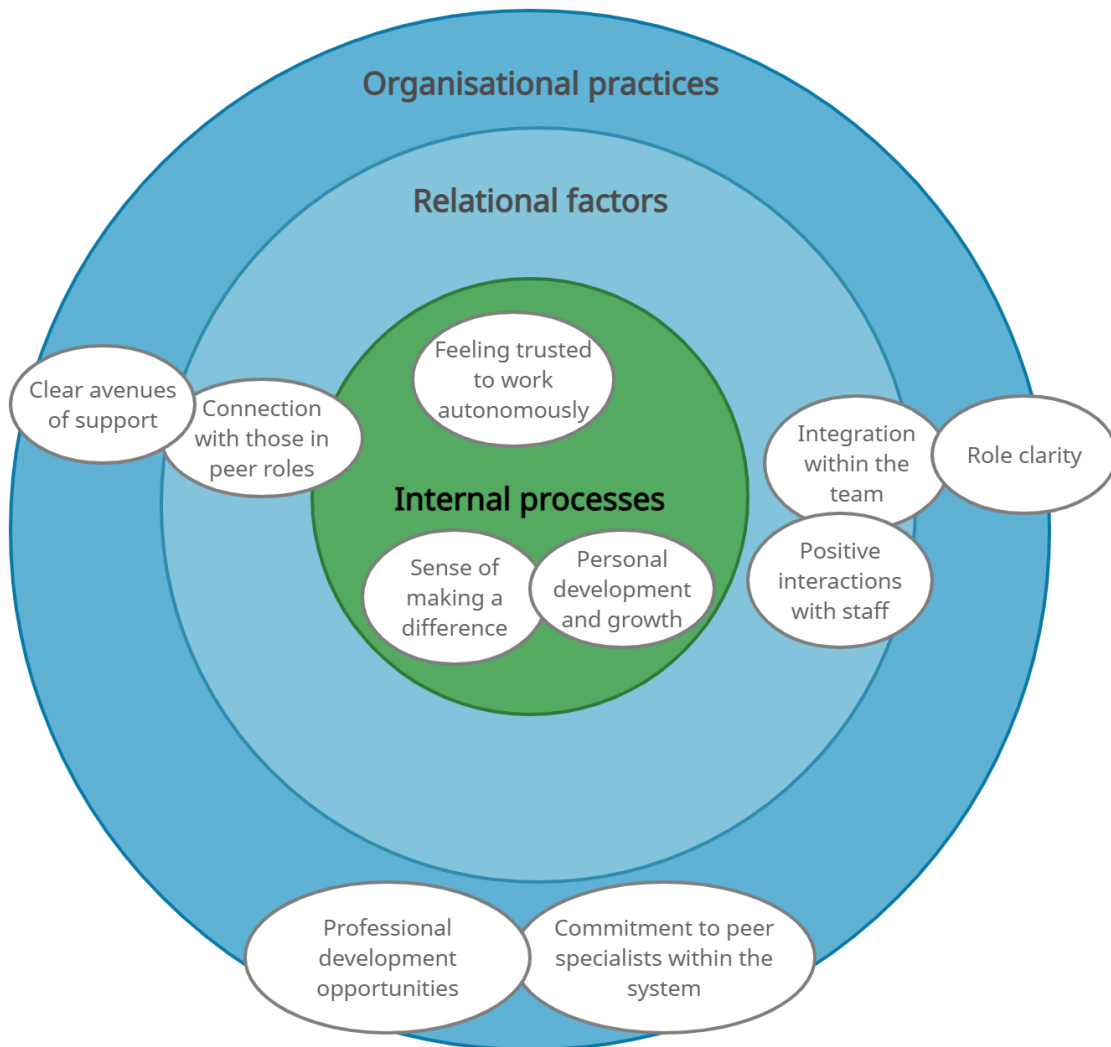 Organisational practices
Relational factors
Feeling trusted
to work
autonomously
Clear avenues
of support
Connection
with those in
peer roles
Integration
within the
team
Role clarity
Internal processes
Sense of
making a
difference
Personal
development
and growth
Positive
interactions
with staff
Professional
development
opportunities
Commitment to peer
specialists within the
system